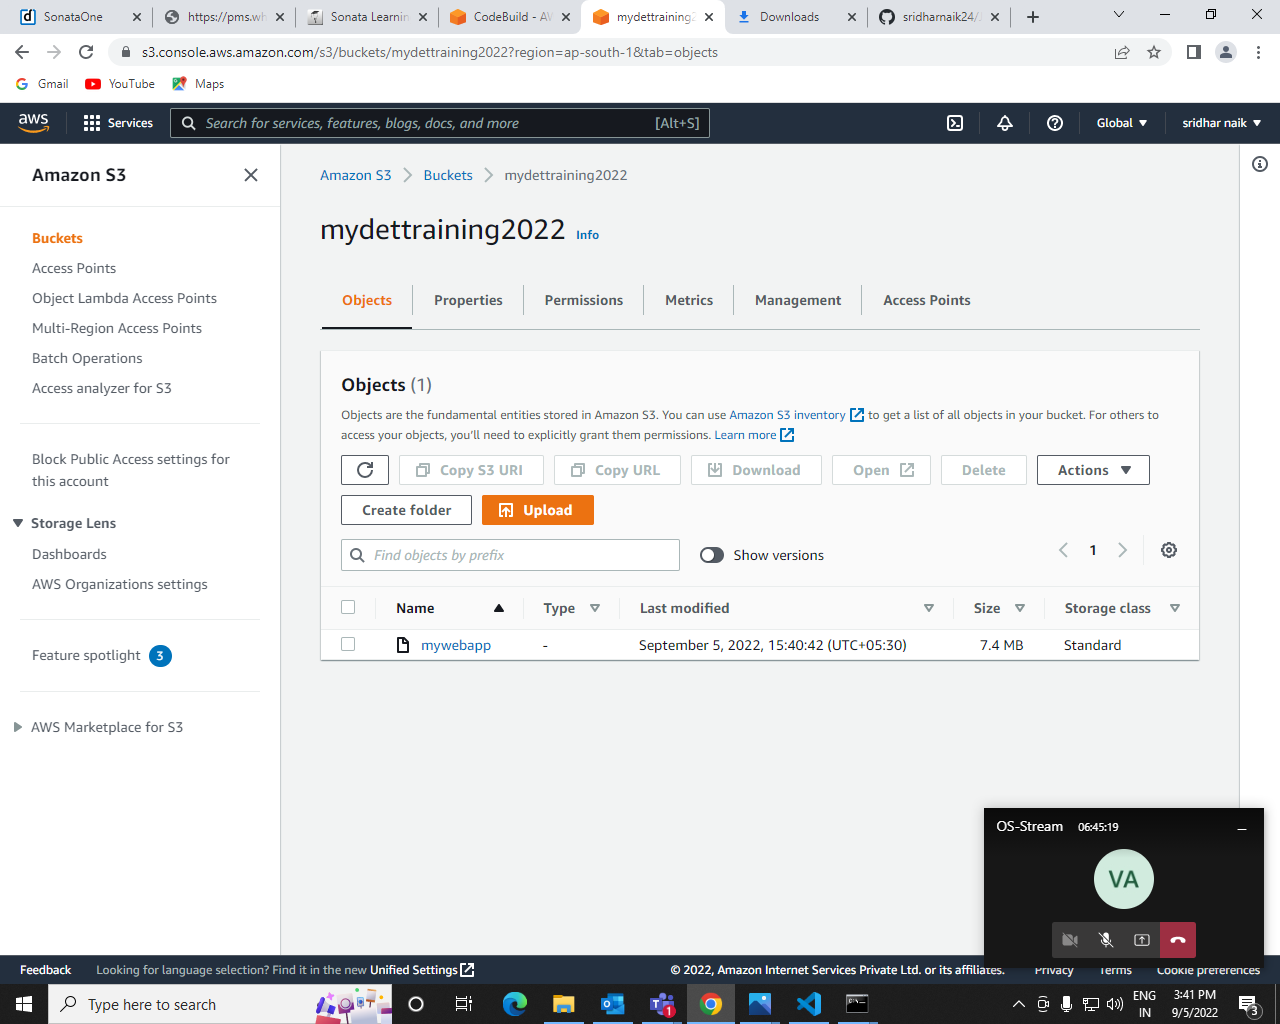 SonataOne
https://pms.wh
Sonata Learnin
CodeBuild - AV
mydettraining2
Downloads
sridharnaik24/
s3.console.aws.amazon.com/s3/buckets/mydettraining2022?region=ap-south-1&tab=objects
Gmail YouTube Maps
aws Services Search for services, features, blogs, docs, and more [Alt+S] Global sridhar naik
Amazon S3
Buckets
Access Points
Object Lambda Access Points
Multi-Region Access Points
Batch Operations
Access analyzer for S3
Block Public Access settings for
this account
Storage Lens
Dashboards
AWS Organizations settings
Feature spotlight 3
AWS Marketplace for S3
Amazon S3 Buckets mydettraining2022
mydettraining2022 Info
Objects Properties Permissions Metrics Management Access Points
Objects (1)
Objects are the fundamental entities stored in Amazon S3. You can use Amazon S3 inventory to get a list of all objects in your bucket. For others to
access your objects, you'll need to explicitly grant them permissions. Learn more
Copy S3 URI Copy URL Download Open Delete Actions
Create folder Upload
Find objects by prefix Show versions 1
Name Type Last modified Size Storage class
mywebapp - September 5, 2022, 15:40:42 (UTC+05:30) 7.4 MB Standard
OS-Stream 06:45:19
VA
Feedback Looking for language selection? Find it in the new Unified Settings © 2022, Amazon Internet Services Private Ltd. or its affiliates. Privacy Terms Cookie preferences
Type here to search
1
ENG
IN
3:41 PM
9/5/2022
3